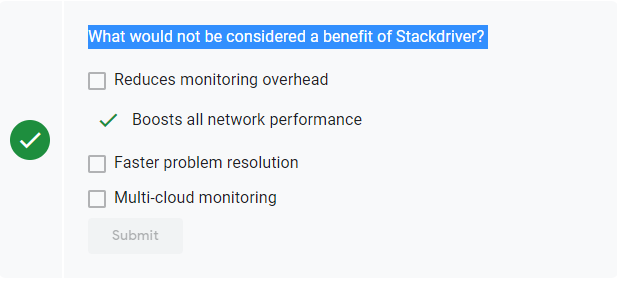 What would not be considered a benefit of Stackdriver?
Reduces monitoring overhead
Boosts all network performance
Faster problem resolution
Multi-cloud monitoring
Submit